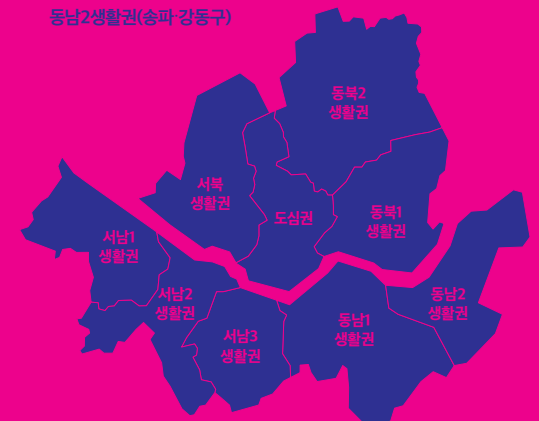 동남2생활권(송파·강동구)
동북2
생활권
서북
생활권
도심권
동북1
생활권
서남1
생활권
서남2
생활권
동남2
생활권
서남3
생활권
동남1
생활권